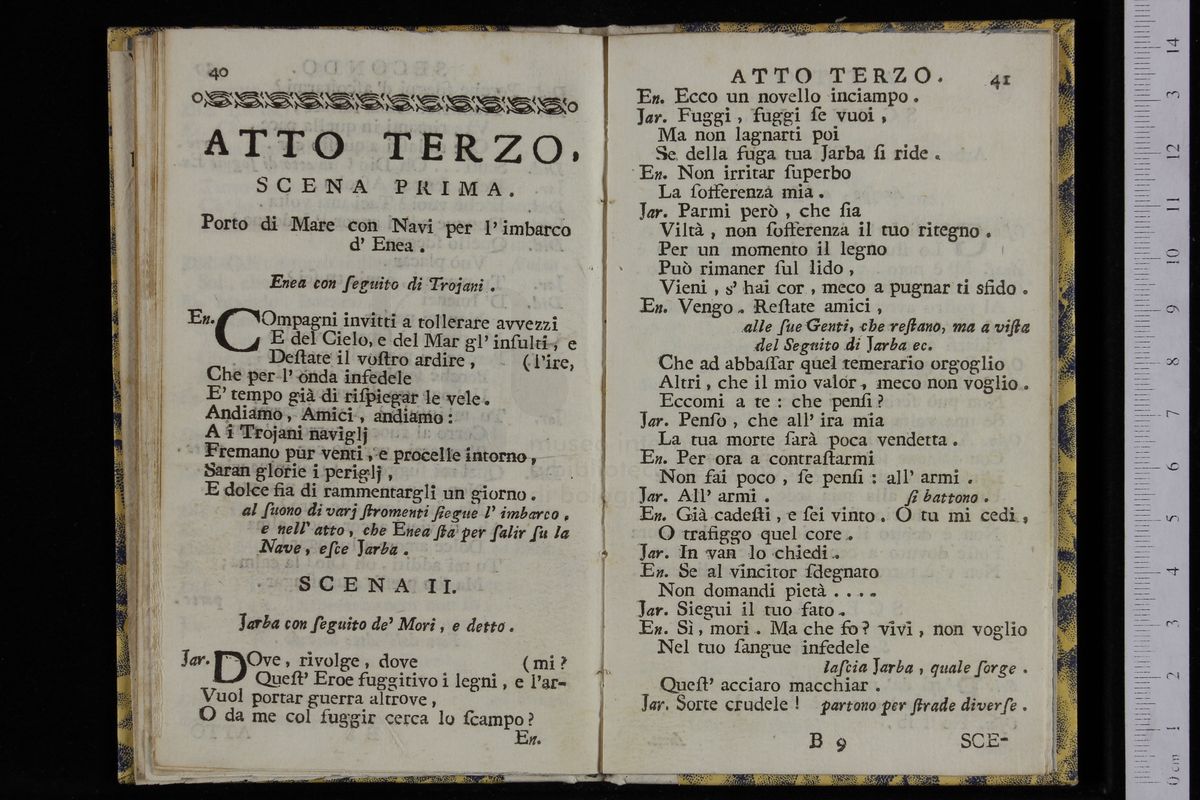 40
ATTO TERZO,
SCENA PRIMA.
Porto di Mare con Navi per l' imbarco
d' Enea .
Enea con ſeguito di Trojani .
En. COmpagni invitti a tollerare avvezzi
E del Cielo, e del Mar gl' inſulti, e
Deſtate il voſtro ardire, (l'ire,
Che per l' onda infedele
E' tempo già di riſpiegar le vele.
Andiamo, Amici, andiamo:
A i Trojani naviglj
Fremano pur venti, e procelle intorno,
Saran glorie i periglj,
E dolce fia di rammentargli un giorno.
al ſuono di varj ſtromenti ſiegue l' imbarco,
e nell' atto, che Enea ſta per ſalir ſu la
Nave, eſce Jarba.
SCENA II.
Jarba con ſeguito de' Mori, e detto.
Jar. DOve, rivolge, dove (mi?
Queſt' Eroe fuggitivo i legni, e l'ar-
Vuol portar guerra altrove,
O da me col fuggir cerca lo ſcampo?
En.
ATTO TERZO. 41
En. Ecco un novello inciampo.
Jar. Fuggi, fuggi ſe vuoi,
Ma non lagnarti poi
Se della fuga tua Jarba ſi ride.
En. Non irritar ſuperbo
La ſofferenza mia.
Jar. Parmi però, che ſia
Viltà, non ſofferenza il tuo ritegno.
Per un momento il legno
Può rimaner ſul lido,
Vieni, s' hai cor, meco a pugnar ti sfido.
En. Vengo. Reſtate amici,
alle ſue Genti, che reſtano, ma a viſta
del Seguito di Jarba ec.
Che ad abbaſſar quel temerario orgoglio
Altri, che il mio valor, meco non voglio.
Eccomi a te: che penſi?
Jar. Penſo, che all' ira mia
La tua morte ſarà poca vendetta.
En. Per ora a contraſtarmi
Non fai poco, ſe penſi: all' armi.
Jar. All' armi. ſi battono.
En. Già cadeſti, e ſei vinto. O tu mi cedi,
O trafiggo quel core.
Jar. In van lo chiedi.
En. Se al vincitor ſdegnato
Non domandi pietà....
Jar. Siegui il tuo fato.
En. Sì, mori. Ma che fo? vivi, non voglio
Nel tuo ſangue infedele
laſcia Jarba, quale ſorge.
Queſt' acciaro macchiar.
Jar. Sorte crudele! partono per ſtrade diverſe.
B 9 SCE-